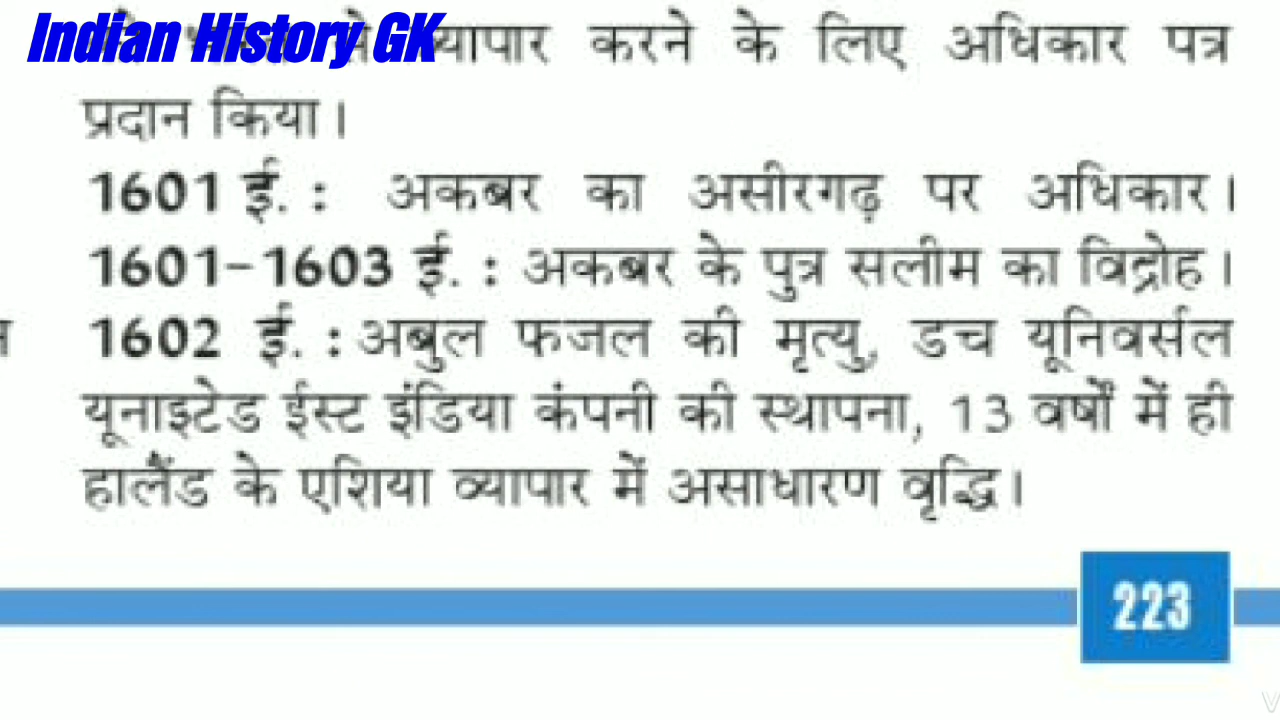 Indian History GK
व्यापार करने के लिए अधिकार पत्र
प्रदान किया।
1601 ई. : अकबर का असीरगढ़ पर अधिकार।
1601-1603 ई. : अकबर के पुत्र सलीम का विद्रोह।
1602 ई. : अबुल फजल की मृत्यु, डच यूनिवर्सल
यूनाइटेड ईस्ट इंडिया कंपनी की स्थापना, 13 वर्षों में ही
हालैंड के एशिया व्यापार में असाधारण वृद्धि।
223